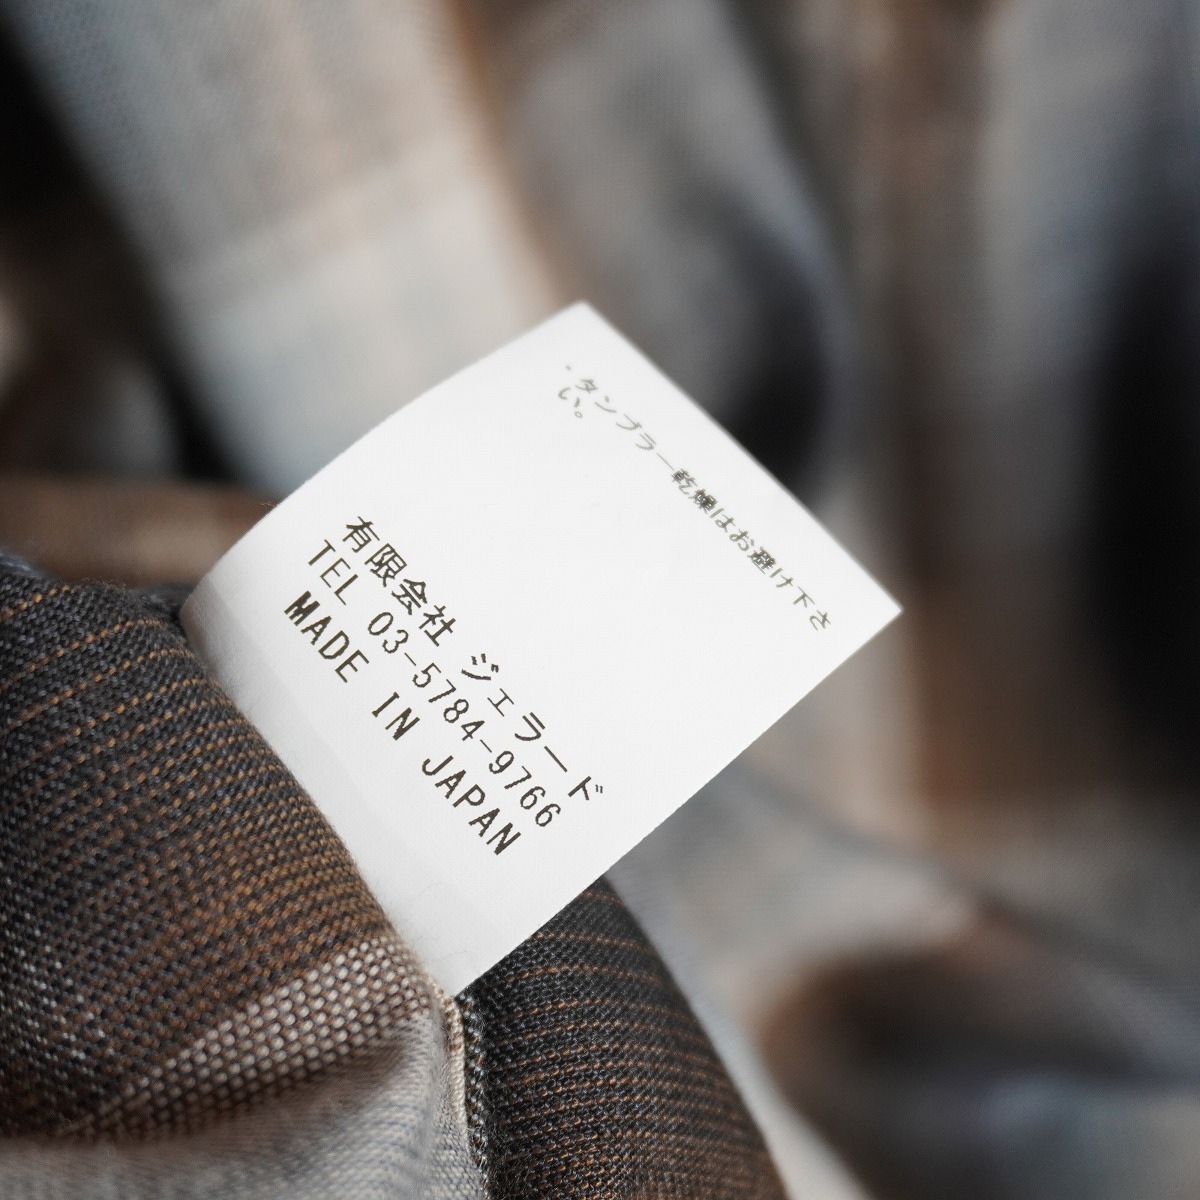 ・タンブラー乾燥はお避け下さ
い。
有限会社 ジェラード
TEL 03-5784-9766
MADE IN JAPAN